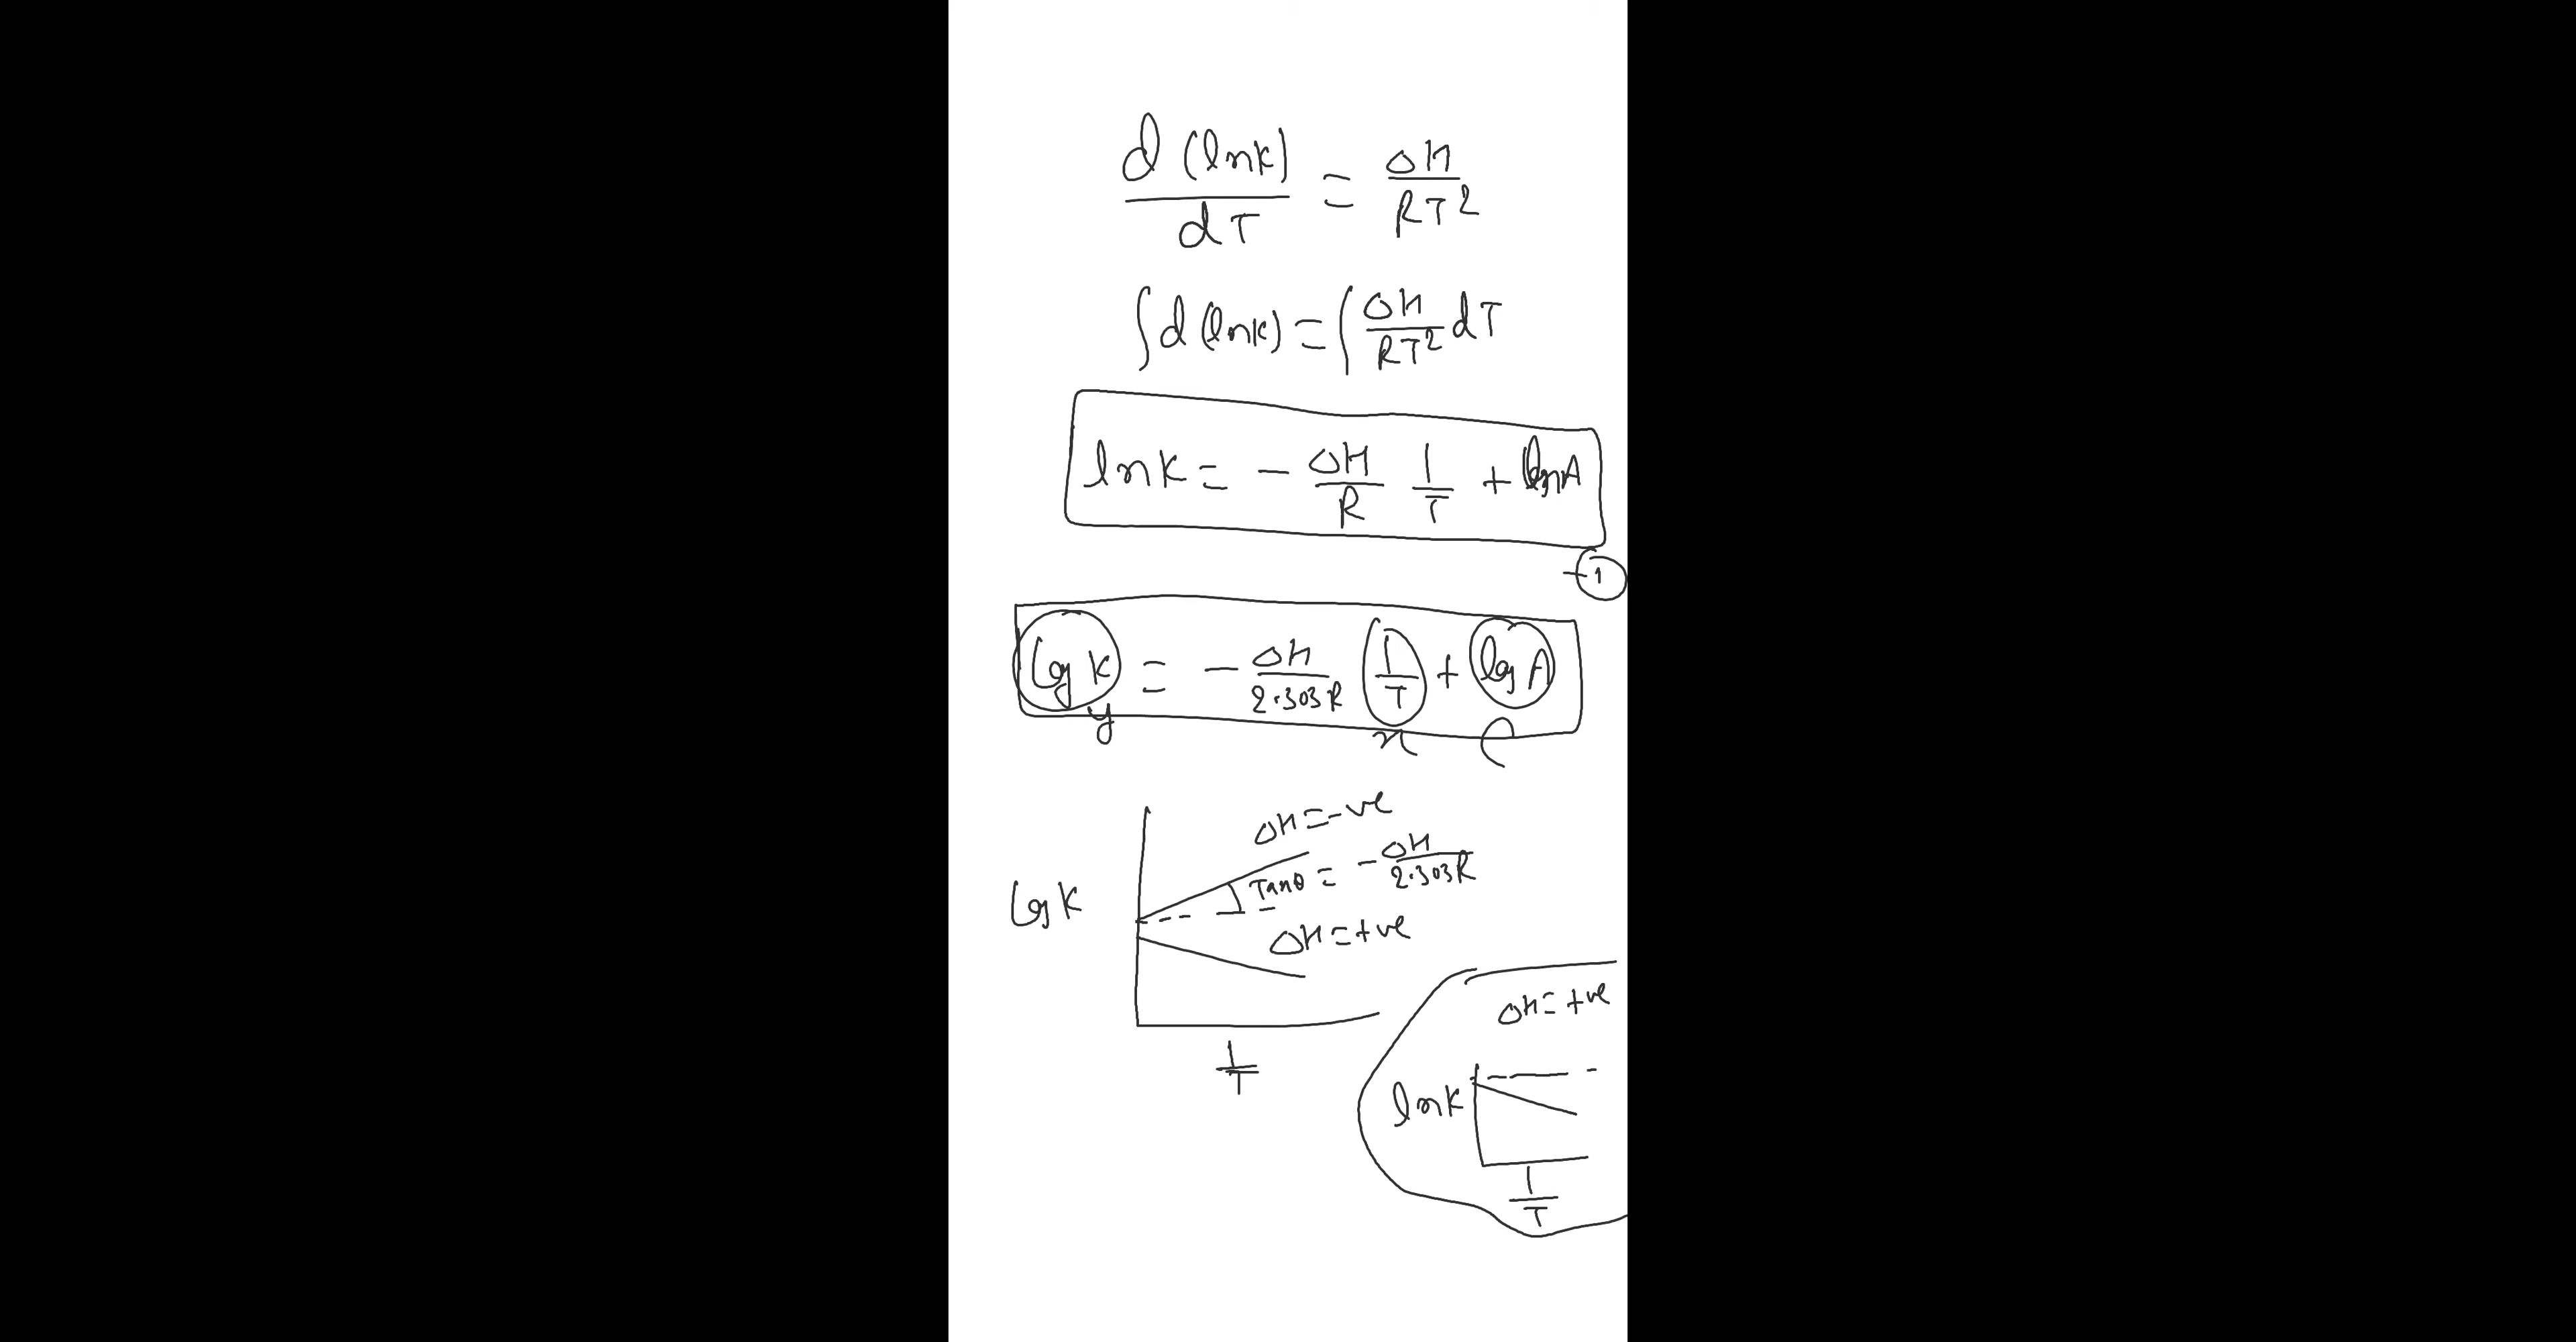 d (lnK) / dT = ΔH / RT²
∫ d (lnK) = ∫ ΔH / RT² dT
lnK = - ΔH / R 1 / T + lnA
-①
log K = - ΔH / 2.303R 1 / T + log A
y x C
ΔH = -ve
Tanθ = - ΔH / 2.303R
log K
ΔH = +ve
1 / T
ΔH = +ve
lnK
1 / T